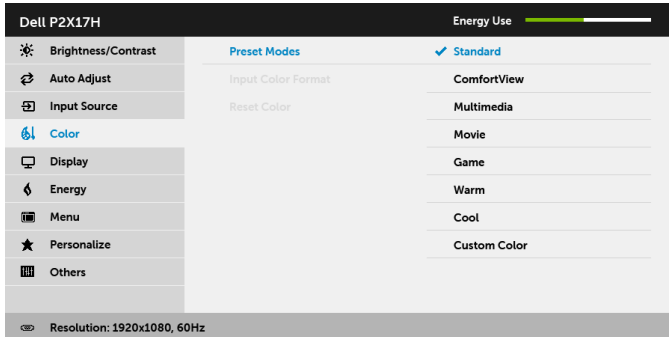 Dell P2X17H Energy Use
Brightness/Contrast Preset Modes Standard
Auto Adjust Input Color Format ComfortView
Input Source Reset Color Multimedia
Color Movie
Display Game
Energy Warm
Menu Cool
Personalize Custom Color
Others
Resolution: 1920x1080, 60Hz